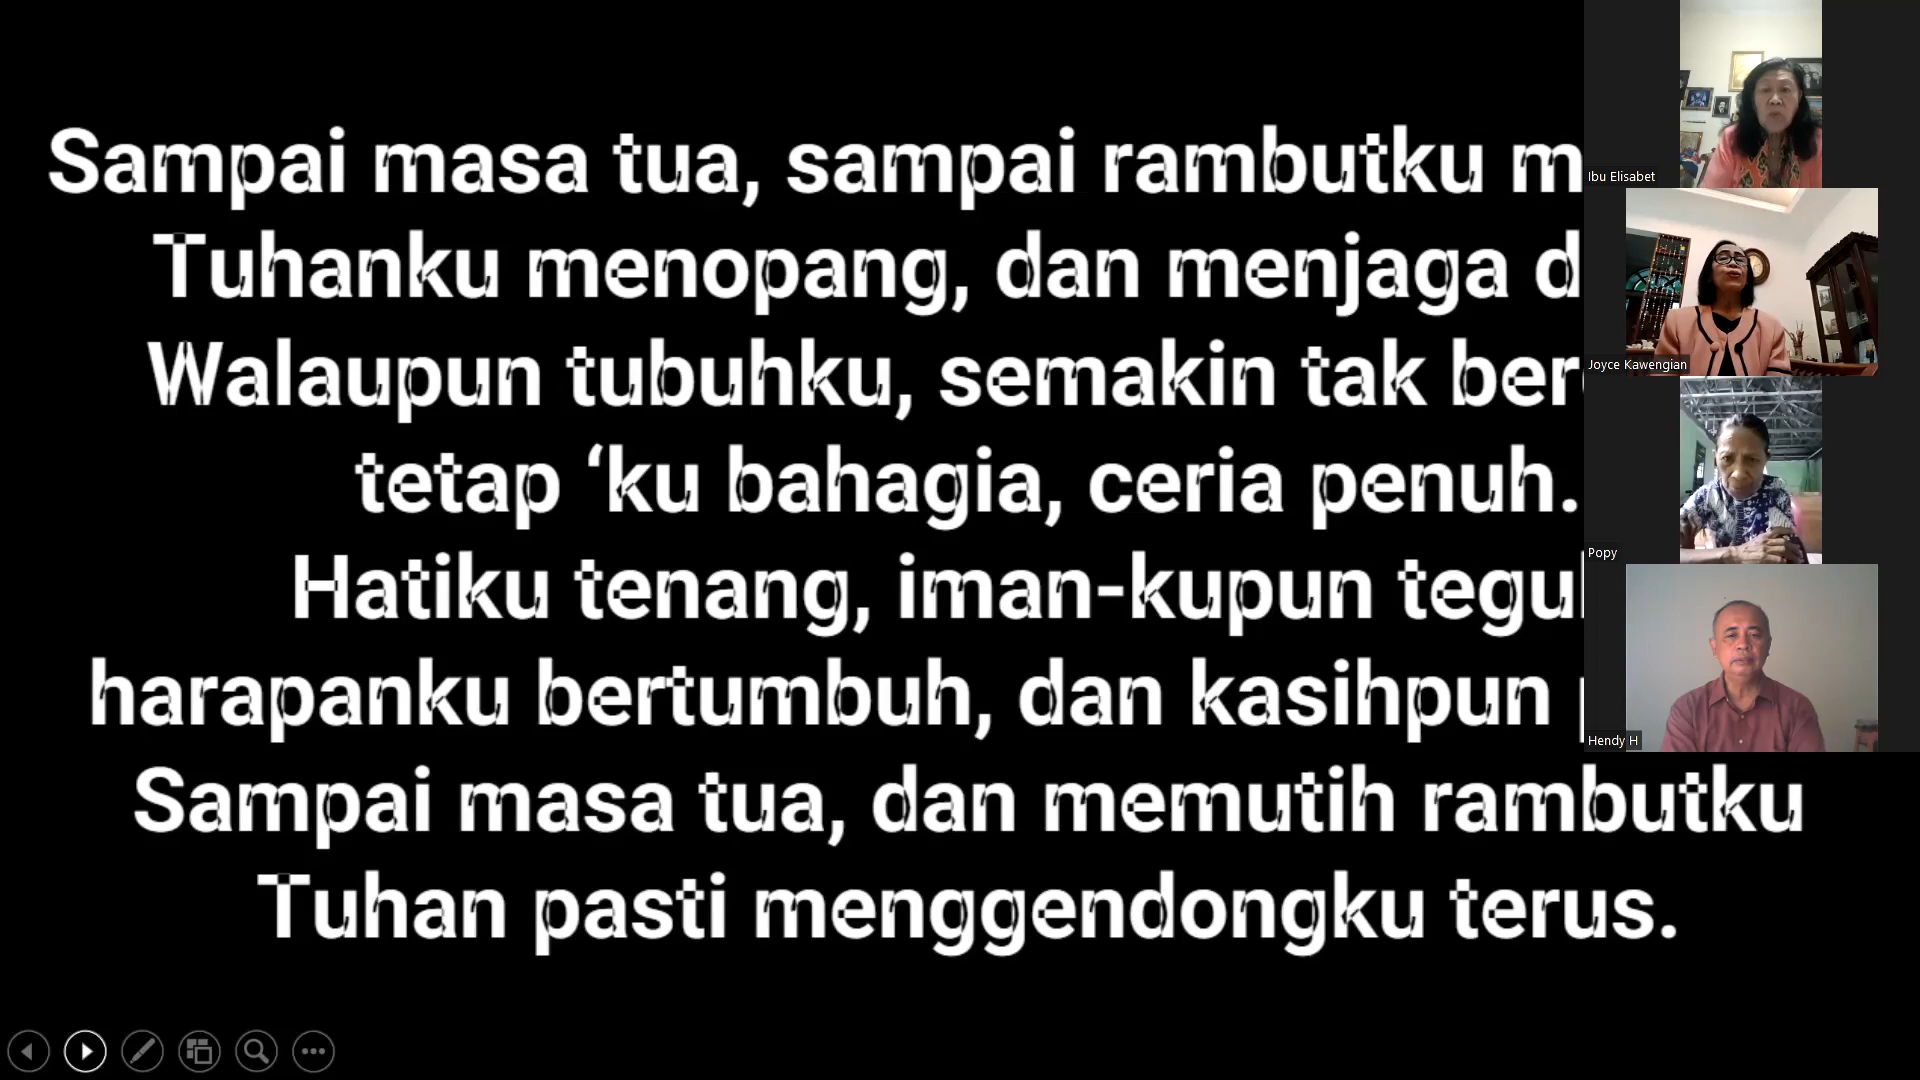 Sampai masa tua, sampai rambutku
Tuhanku menopang, dan menjaga
Walaupun tubuhku, semakin tak
tetap ‘ku bahagia, ceria penuh.
Hatiku tenang, iman-kupun
harapanku bertumbuh, dan kasihpun
Sampai masa tua, dan memutih rambutku
Tuhan pasti menggendongku terus.
Ibu Elisabet
Joyce Kawengian
Popy
Hendy H